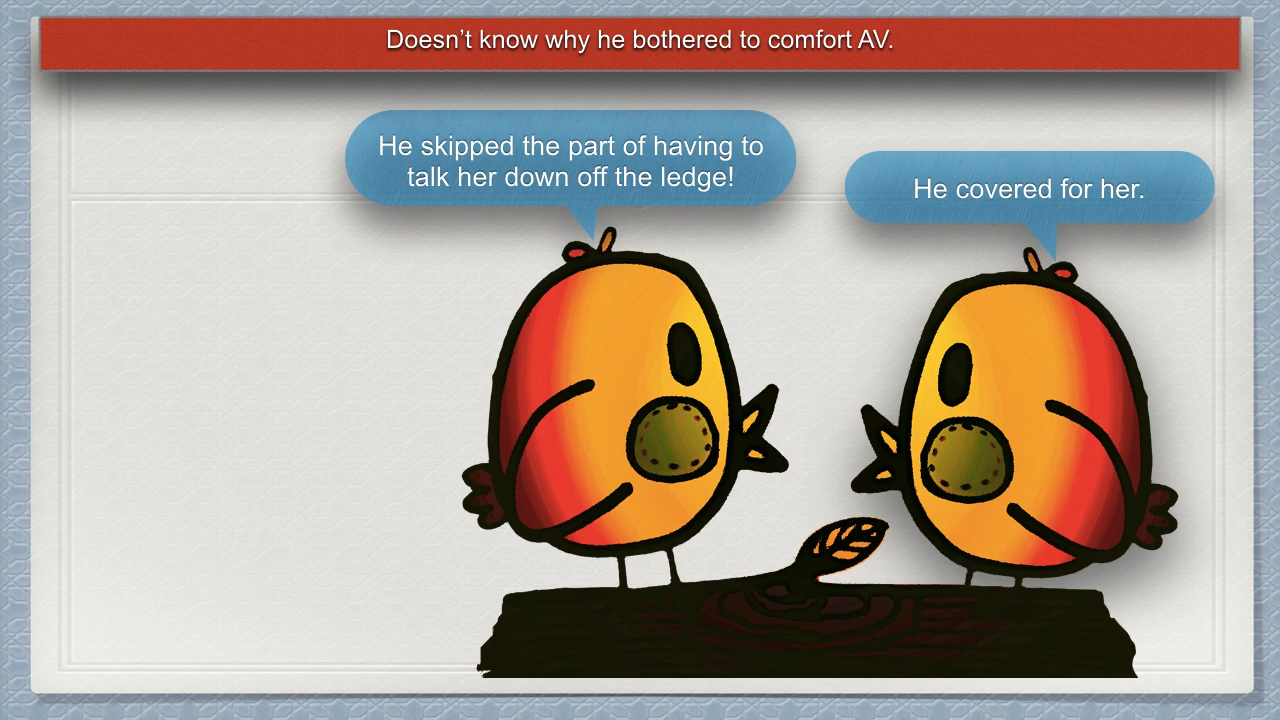 Doesn’t know why he bothered to comfort AV.
He skipped the part of having to
talk her down off the ledge!
He covered for her.